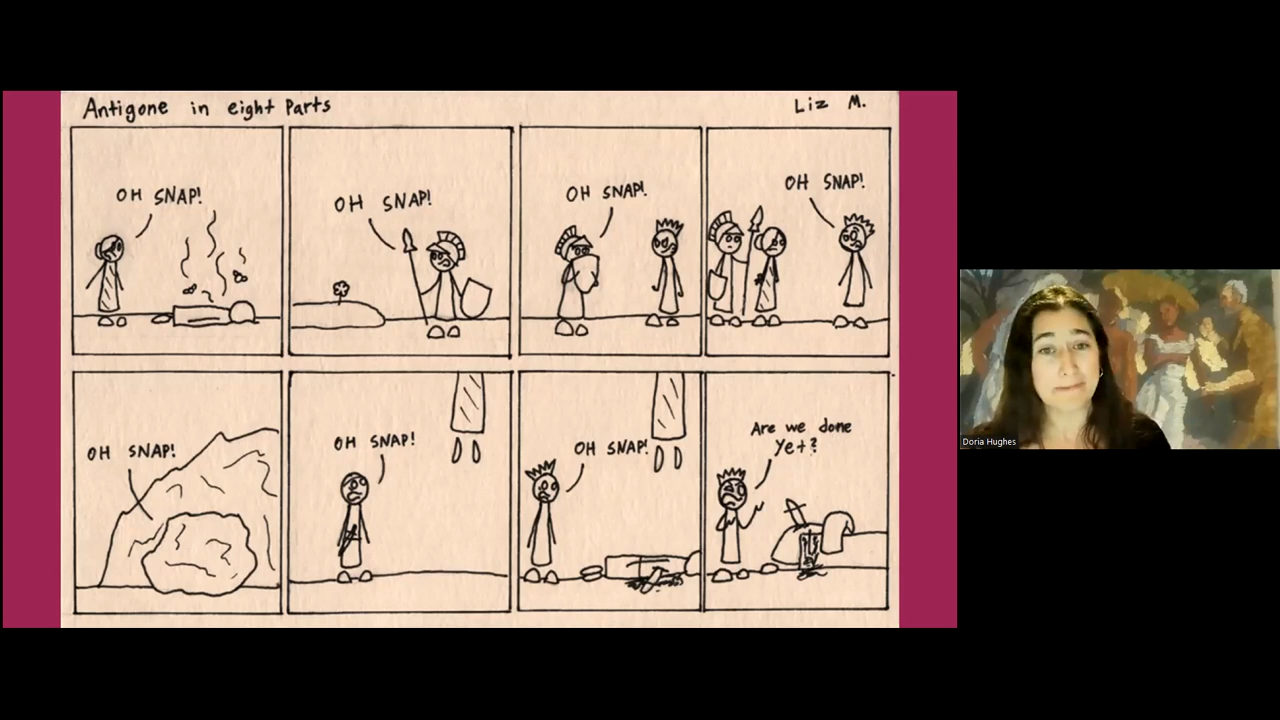 Antigone in eight Parts
Liz M.
OH SNAP!
OH SNAP!
OH SNAP!
OH SNAP!
OH SNAP!
OH SNAP!
OH SNAP!
Are we done
yet?
Doria Hughes